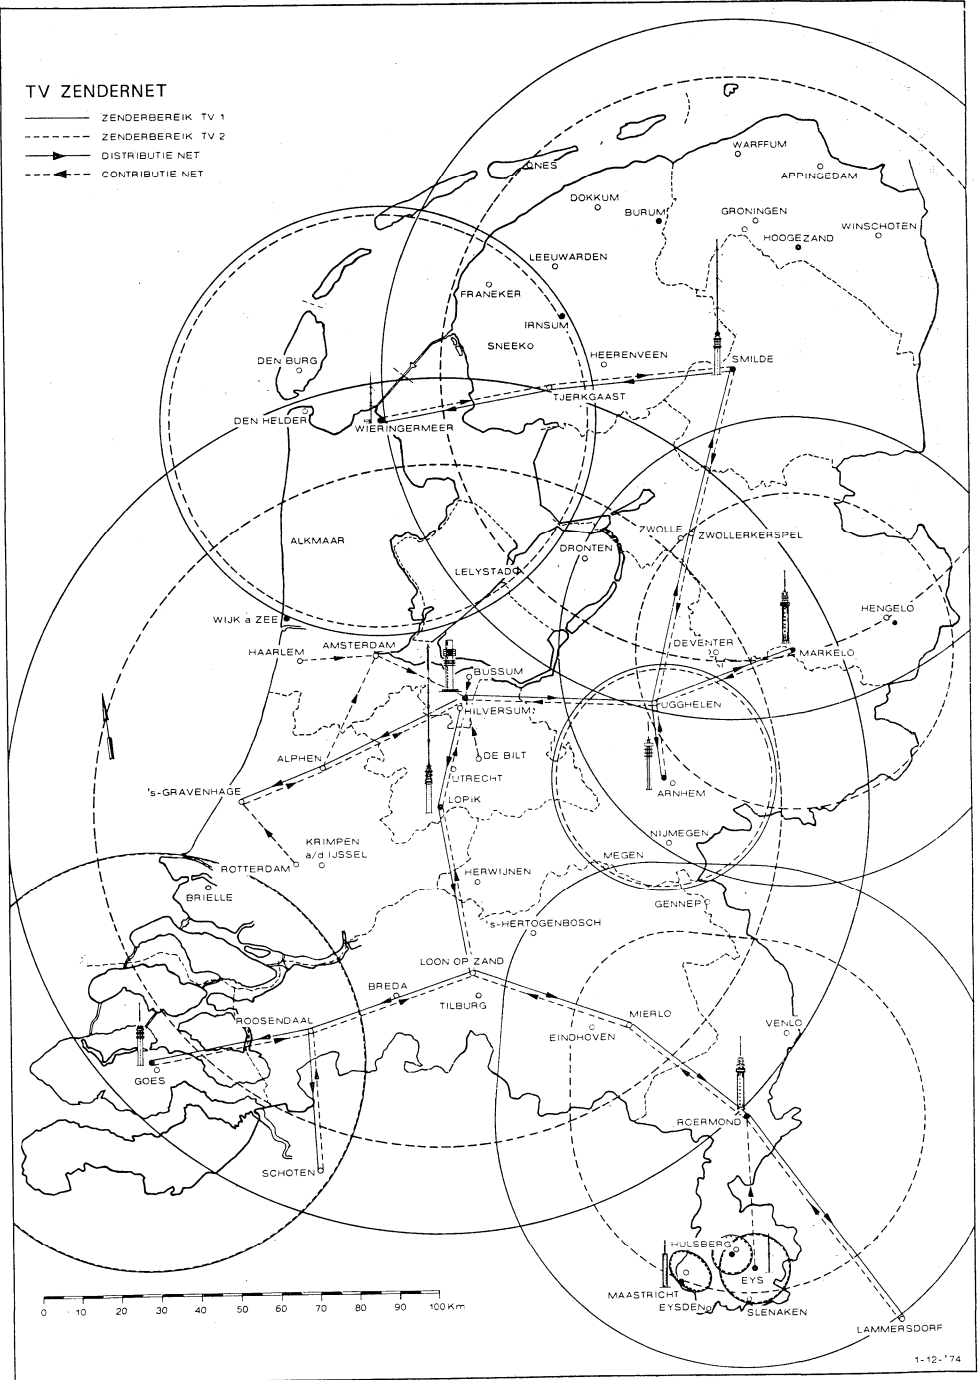 TV ZENDERNET
ZENDERBEREIK TV 1
ZENDERBEREIK TV 2
DISTRIBUTIE NET
CONTRIBUTIE NET
WARFFUM
NES
APPINGEDAM
DOKKUM
BURUM
GRONINGEN
WINSCHOTEN
HOOGEZAND
LEEUWARDEN
FRANEKER
IRNSUM
SNEEK
DEN BURG
HEERENVEEN
SMILDE
TJERKGAAST
DEN HELDER
WIERINGERMEER
ALKMAAR
ZWOLLE
ZWOLLERKERSPEL
DRONTEN
LELYSTAD
HENGELO
WIJK a ZEE
DEVENTER
MARKELO
HAARLEM
AMSTERDAM
BUSSUM
HILVERSUM
UGGHELEN
ALPHEN
DE BILT
UTRECHT
'S-GRAVENHAGE
LOPIK
ARNHEM
NIJMEGEN
KRIMPEN
a/d IJSSEL
ROTTERDAM
MEGEN
HERWIJNEN
BRIELLE
GENNEP
's-HERTOGENBOSCH
LOON OP ZAND
BREDA
TILBURG
ROOSENDAAL
MIERLO
VENLO
EINDHOVEN
GOES
ROERMOND
SCHOTEN
HULSBERG
EYS
MAASTRICHT
EYSDEN
SLENAKEN
0 10 20 30 40 50 60 70 80 90 100 Km
LAMMERSDORF
1-12-'74